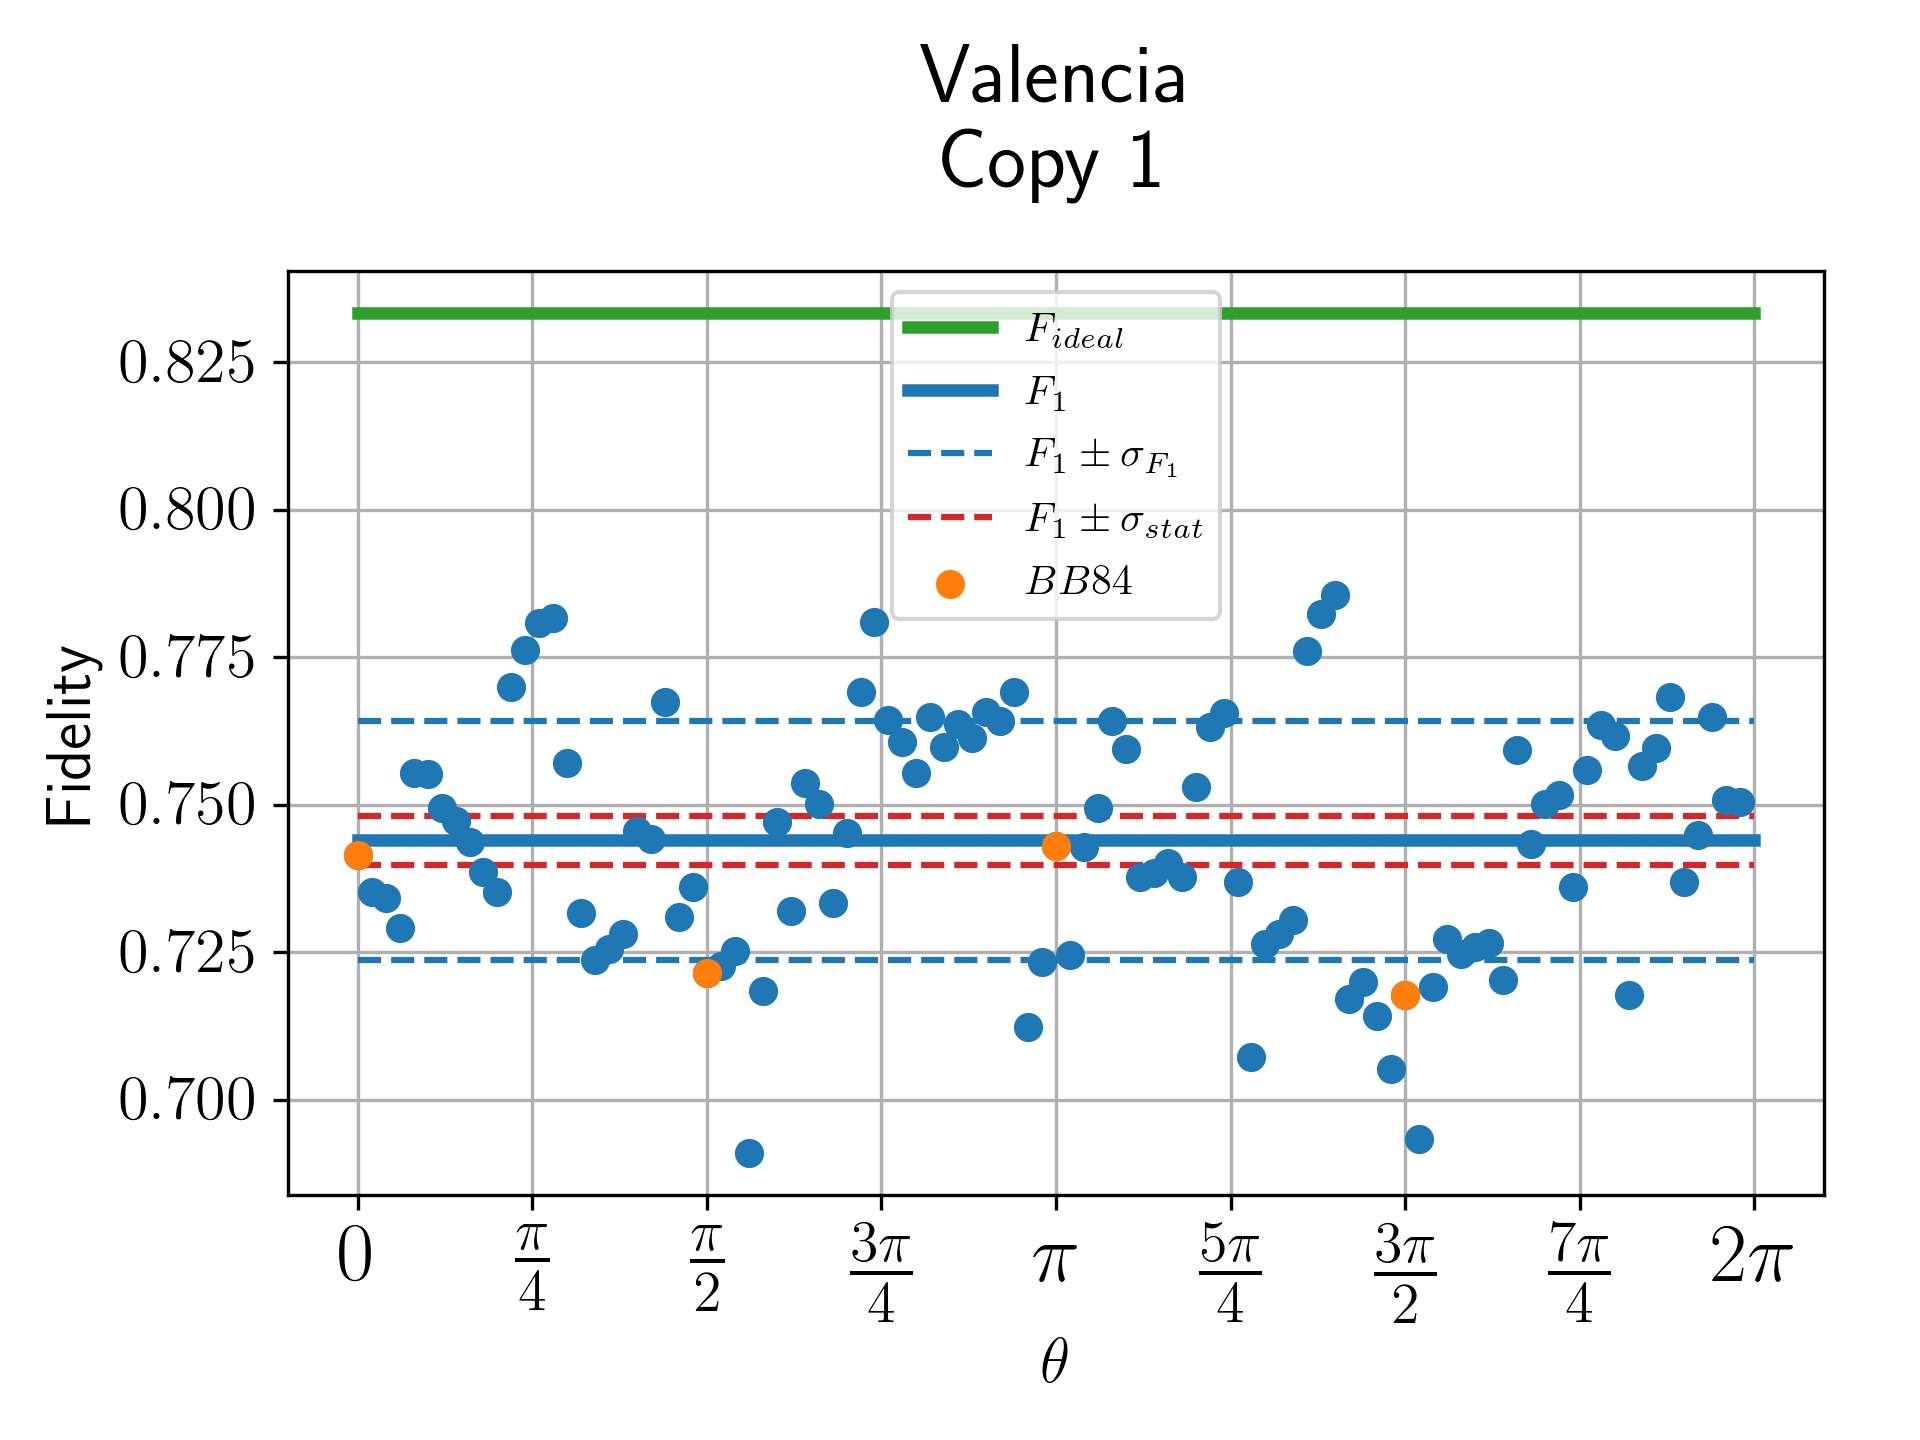 Valencia
Copy 1
F_ideal
F_1
F_1 ± σ_F_1
F_1 ± σ_stat
BB84
Fidelity
0.825
0.800
0.775
0.750
0.725
0.700
0 π/4 π/2 3π/4 π 5π/4 3π/2 7π/4 2π
θ